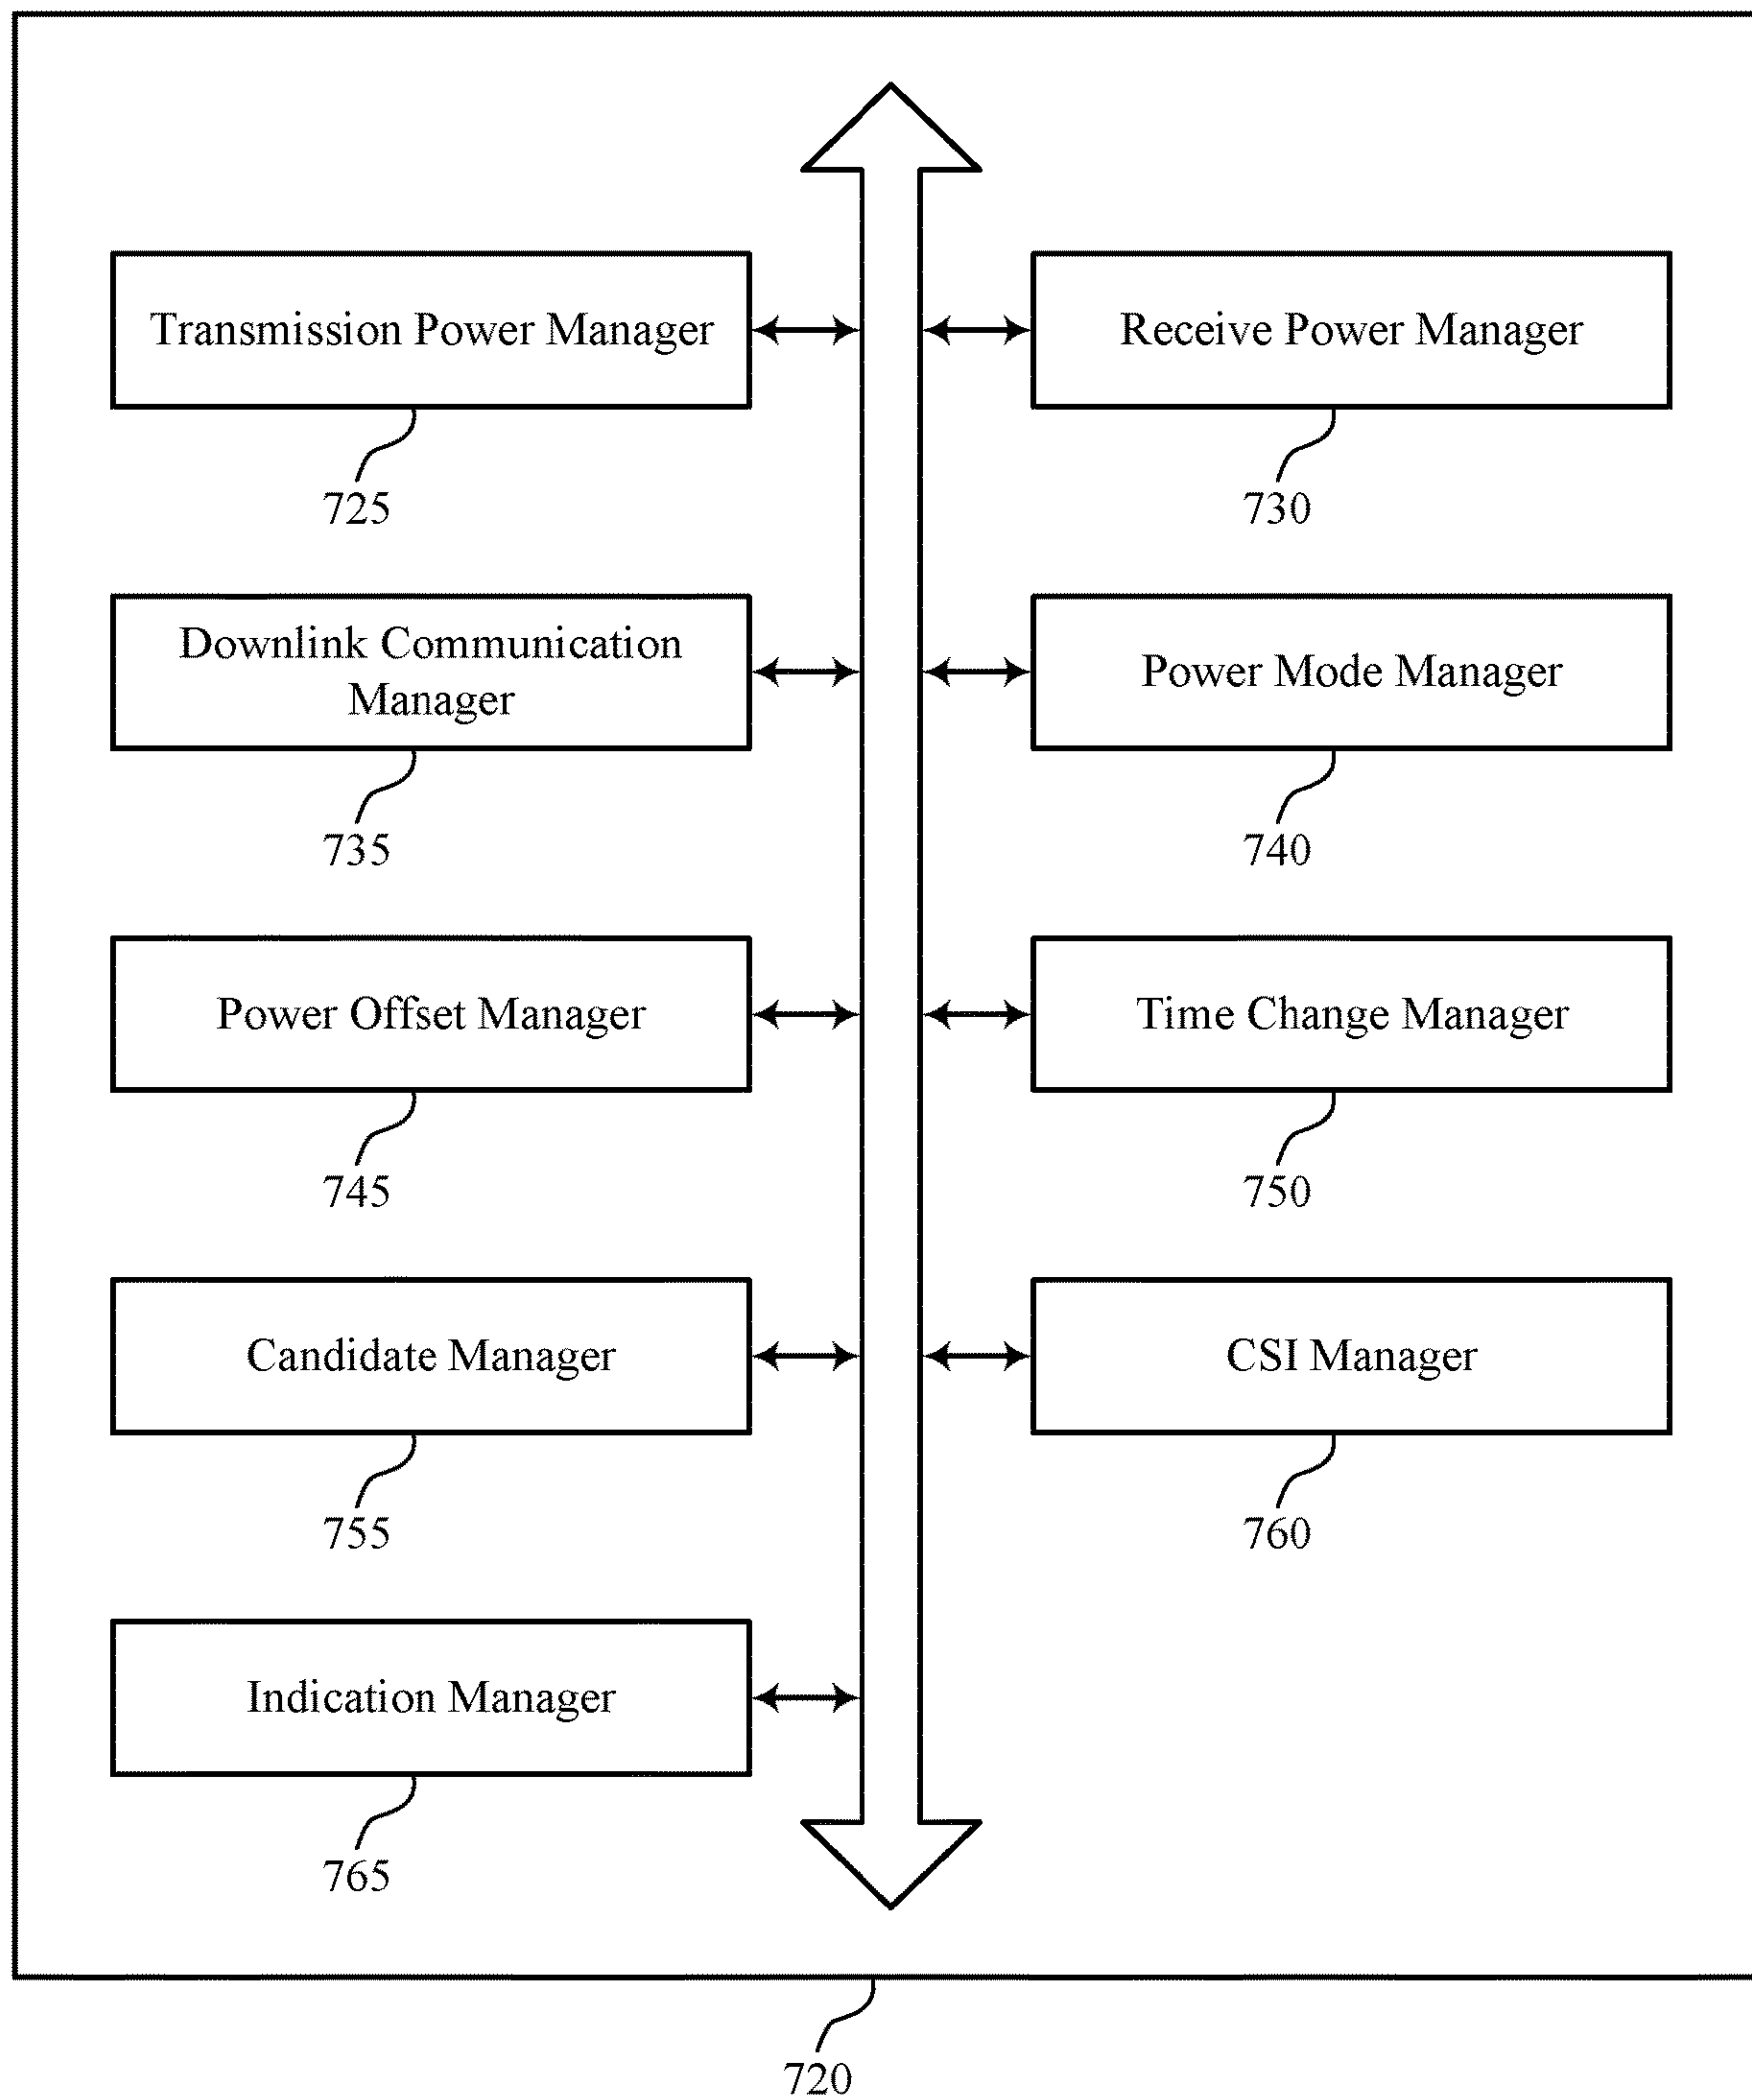 Transmission Power Manager
725
Receive Power Manager
730
Downlink Communication
Manager
735
Power Mode Manager
740
Power Offset Manager
745
Time Change Manager
750
Candidate Manager
755
CSI Manager
760
Indication Manager
765
720